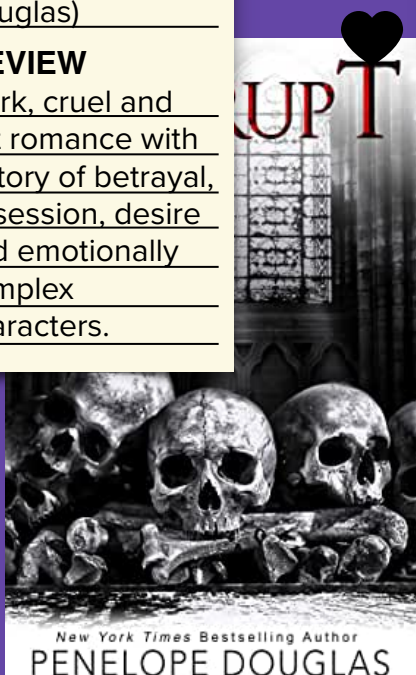 uglas)
EVIEW
rk, cruel and
t romance with
tory of betrayal,
session, desire
d emotionally
mplex
aracters.
RUPT
New York Times Bestselling Author
PENELOPE DOUGLAS